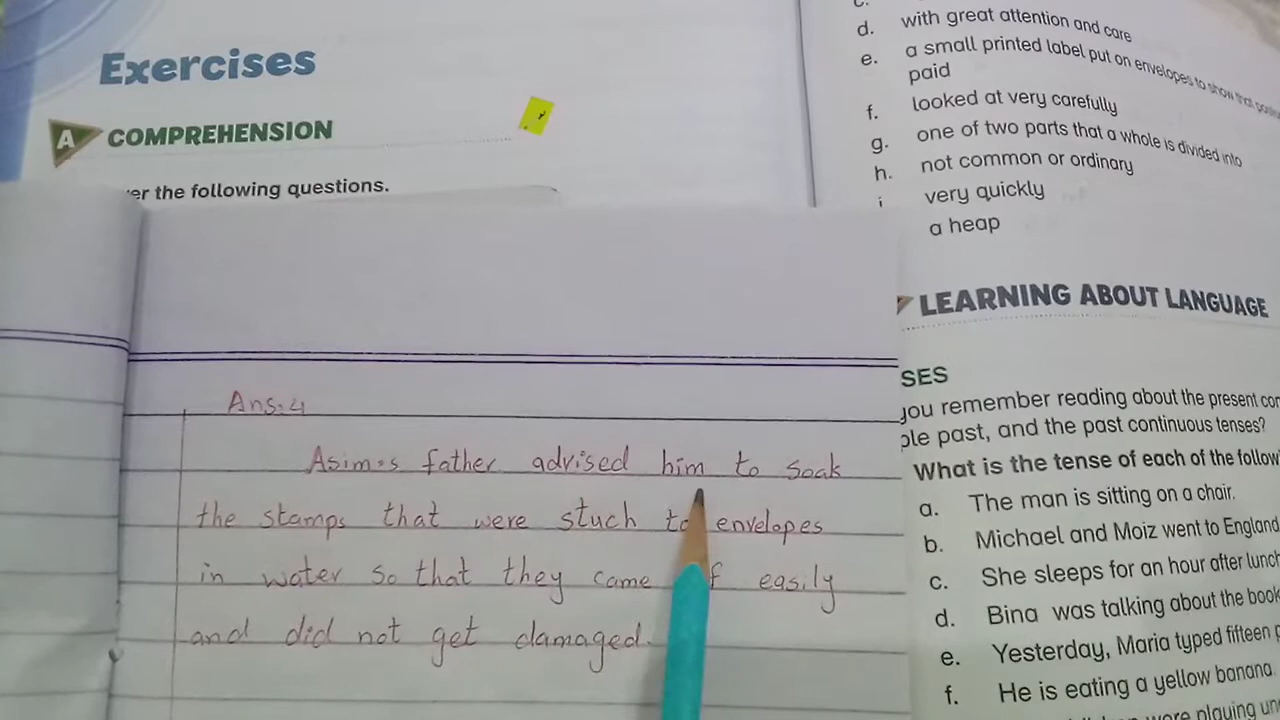 Exercises
A COMPREHENSION
er the following questions.
Ans:4
Asim's father advised him to soak
the stamps that were stuch to envelopes
in water so that they came f easily
and did not get damaged.
d. with great attention and care
e. a small printed label put on envelopes to show that
paid
f. looked at very carefully
g. one of two parts that a whole is divided into
h. not common or ordinary
i very quickly
a heap
LEARNING ABOUT LANGUAGE
SES
you remember reading about the present con
ple past, and the past continuous tenses?
What is the tense of each of the follow
a. The man is sitting on a chair.
b. Michael and Moiz went to England
c. She sleeps for an hour after lunch
d. Bina was talking about the book
e. Yesterday, Maria typed fifteen p
f. He is eating a yellow banana.
were playing un